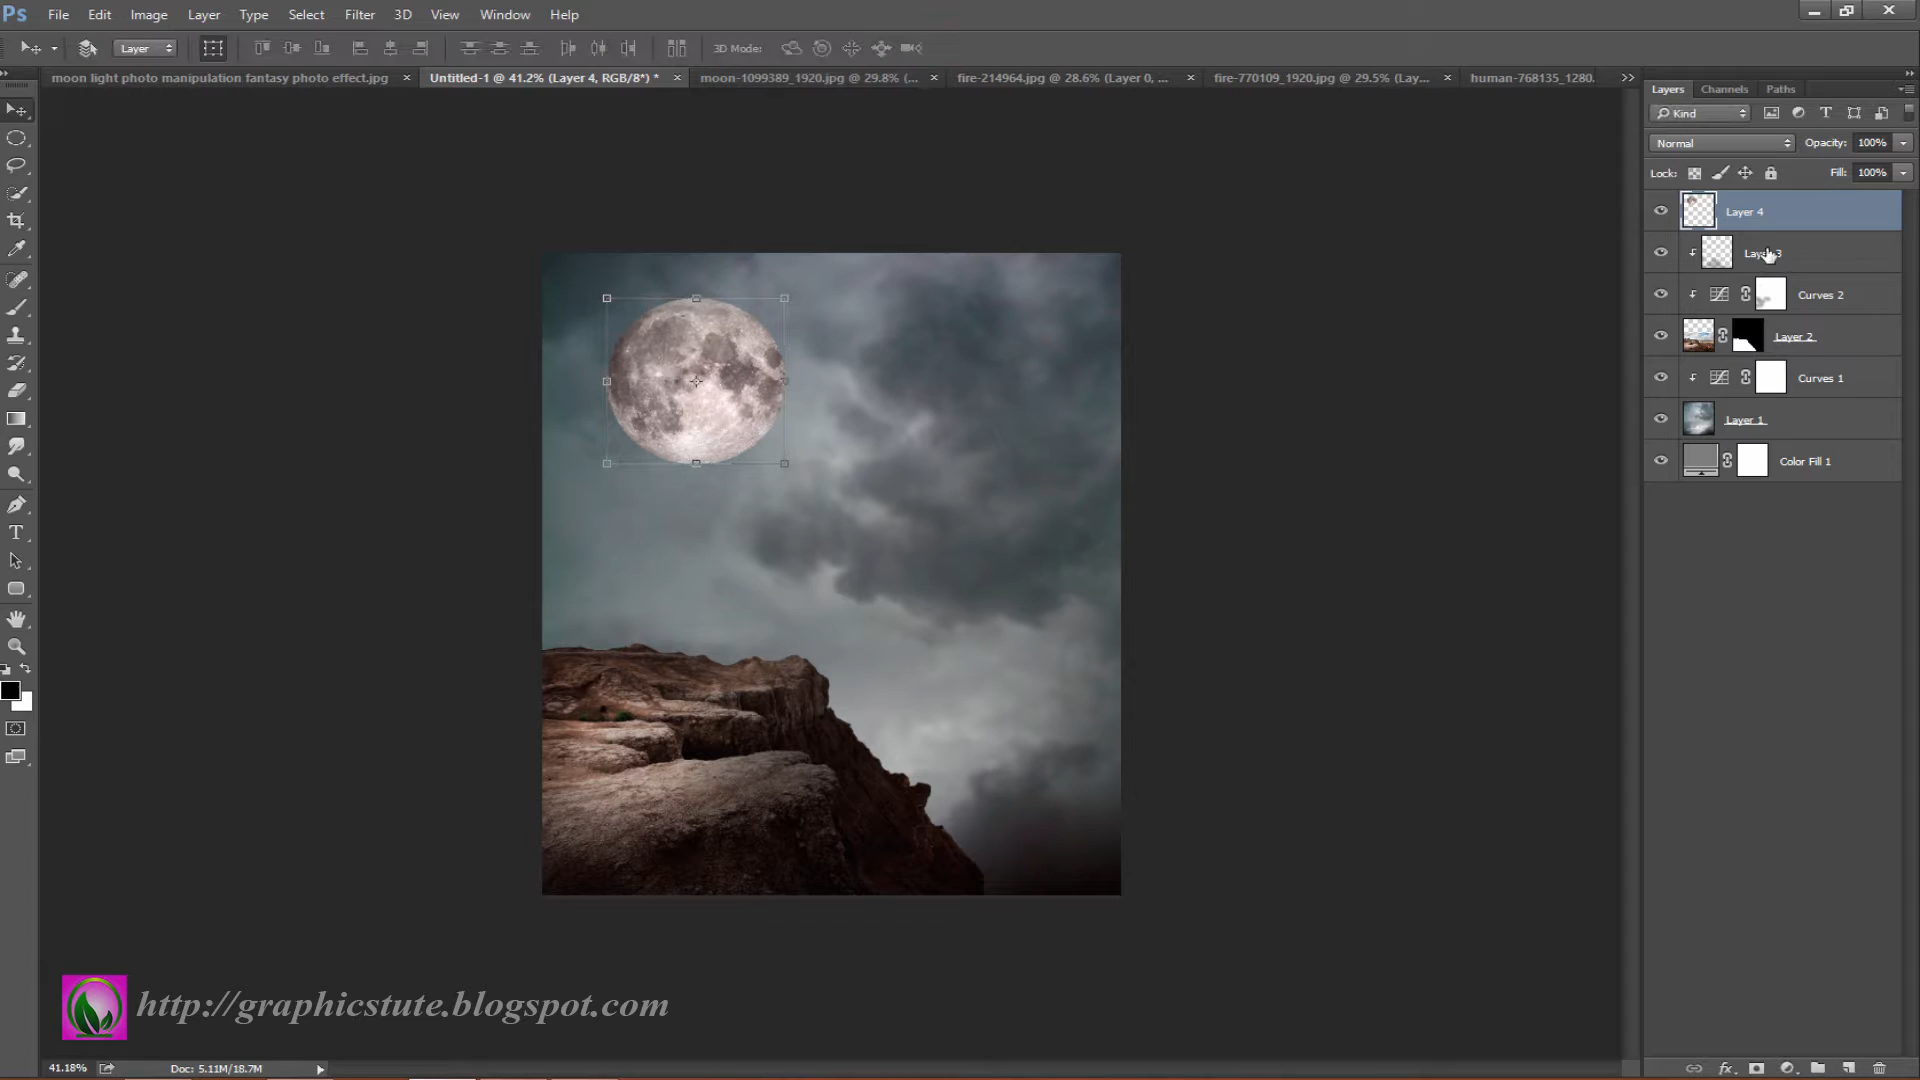 Ps File Edit Image Layer Type Select Filter 3D View Window Help
Layer 3D Mode:
moon light photo manipulation fantasy photo effect.jpg × Untitled-1 @ 41.2% (Layer 4, RGB/8*) * × moon-1099389_1920.jpg @ 29.8% (... × fire-214964.jpg @ 28.6% (Layer 0, ... × fire-770109_1920.jpg @ 29.5% (Lay... × human-768135_1280.
Layers Channels Paths
Kind
Normal Opacity: 100%
Lock: Fill: 100%
Layer 4
Layer 3
Curves 2
Layer 2
Curves 1
Layer 1
Color Fill 1
http://graphicstute.blogspot.com
41.18% Doc: 5.11M/18.7M